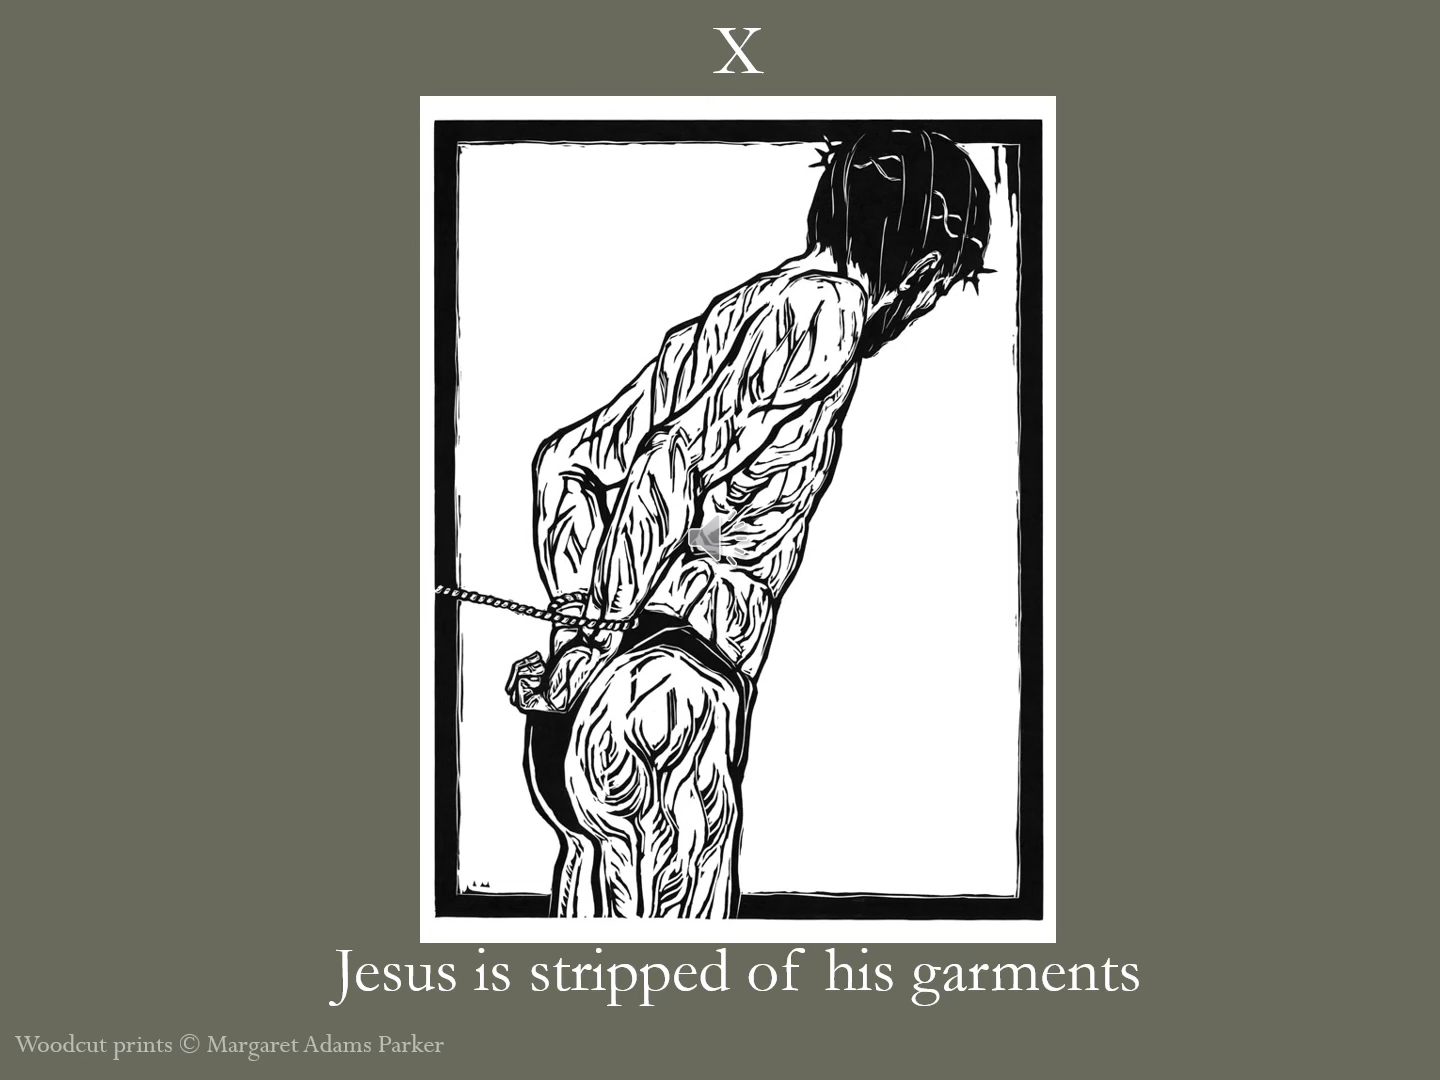 X
Jesus is stripped of his garments
Woodcut prints © Margaret Adams Parker